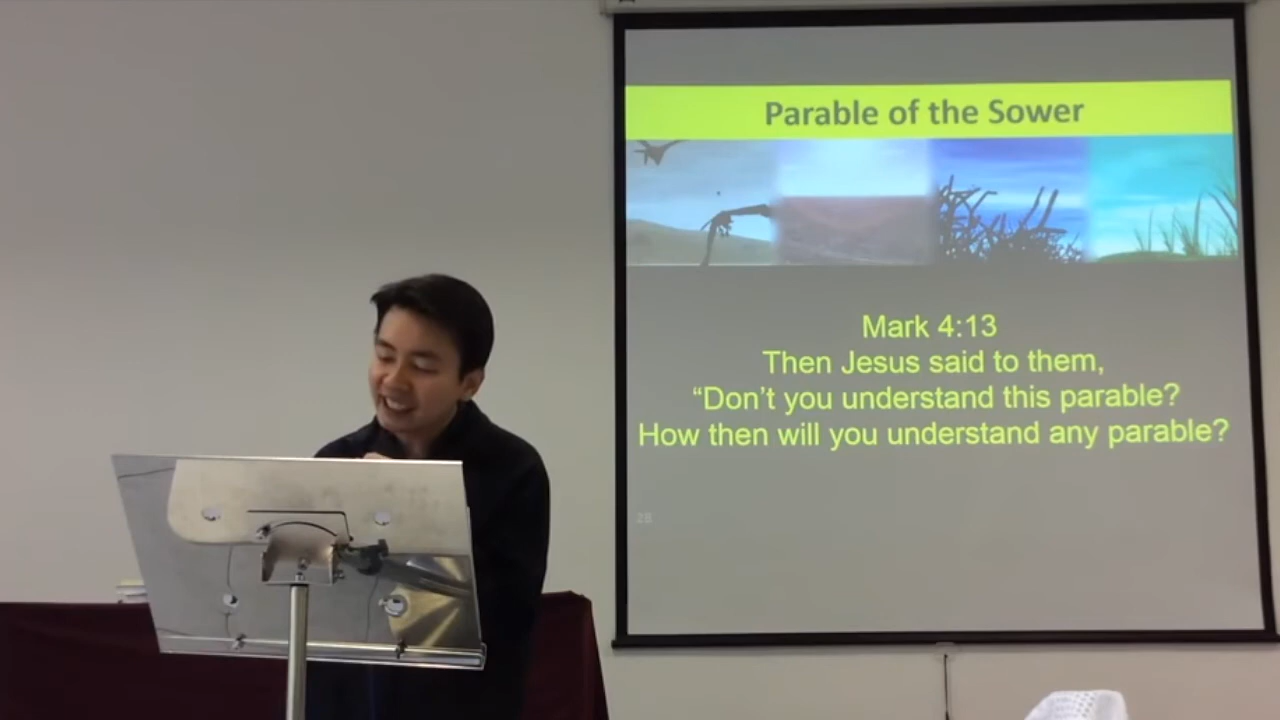 Parable of the Sower
Mark 4:13
Then Jesus said to them,
“Don’t you understand this parable?
How then will you understand any parable?
28